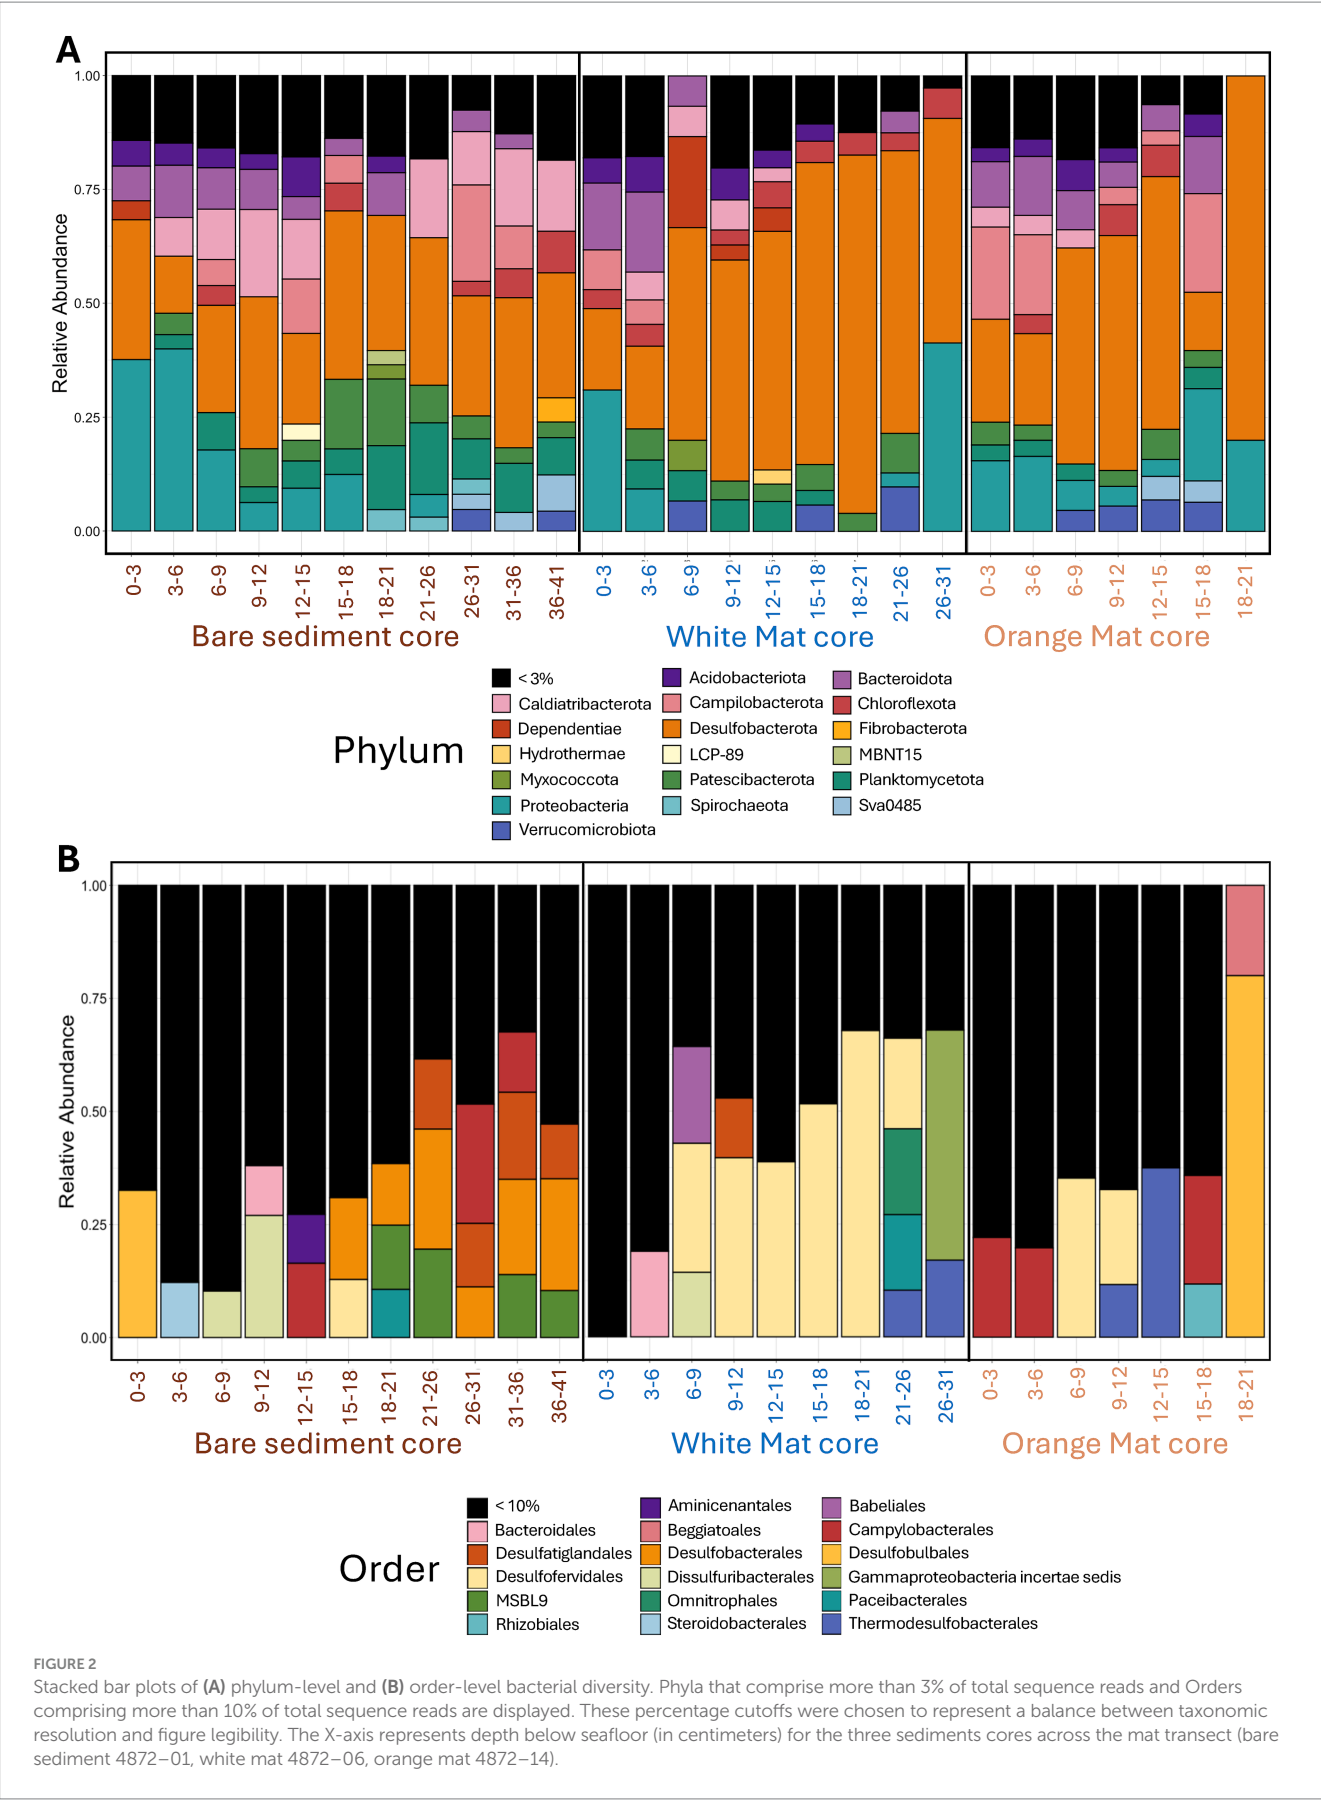 A
1.00
0.75
0.50
0.25
0.00
Relative Abundance
0-3 3-6 6-9 9-12 12-15 15-18 18-21 21-26 26-31 31-36 36-41 0-3 3-6 6-9 9-12 12-15 15-18 18-21 21-26 26-31 0-3 3-6 6-9 9-12 12-15 15-18 18-21
Bare sediment core White Mat core Orange Mat core
Phylum
< 3% Acidobacteriota Bacteroidota
Caldiatribacterota Campilobacterota Chloroflexota
Dependentiae Desulfobacterota Fibrobacterota
Hydrothermae LCP-89 MBNT15
Myxococcota Patescibacterota Planktomycetota
Proteobacteria Spirochaeota Sva0485
Verrucomicrobiota
B
1.00
0.75
0.50
0.25
0.00
Relative Abundance
0-3 3-6 6-9 9-12 12-15 15-18 18-21 21-26 26-31 31-36 36-41 0-3 3-6 6-9 9-12 12-15 15-18 18-21 21-26 26-31 0-3 3-6 6-9 9-12 12-15 15-18 18-21
Bare sediment core White Mat core Orange Mat core
Order
< 10% Aminicenantales Babeliales
Bacteroidales Beggiatoales Campylobacterales
Desulfatiglandales Desulfobacterales Desulfobulbales
Desulfofervidales Dissulfuribacterales Gammaproteobacteria incertae sedis
MSBL9 Omnitrophales Paceibacterales
Rhizobiales Steroidobacterales Thermodesulfobacterales
FIGURE 2
Stacked bar plots of (A) phylum-level and (B) order-level bacterial diversity. Phyla that comprise more than 3% of total sequence reads and Orders
comprising more than 10% of total sequence reads are displayed. These percentage cutoffs were chosen to represent a balance between taxonomic
resolution and figure legibility. The X-axis represents depth below seafloor (in centimeters) for the three sediments cores across the mat transect (bare
sediment 4872–01, white mat 4872–06, orange mat 4872–14).